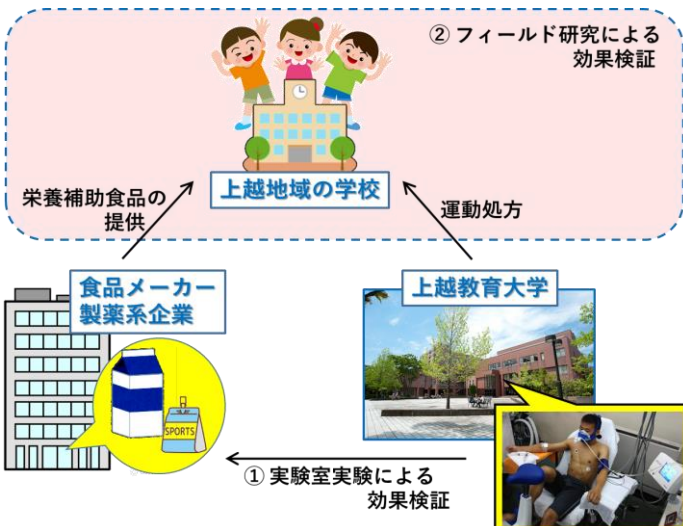 ② フィールド研究による
効果検証
上越地域の学校
栄養補助食品の
提供
運動処方
食品メーカー
製薬系企業
上越教育大学
SPORTS
① 実験室実験による
効果検証